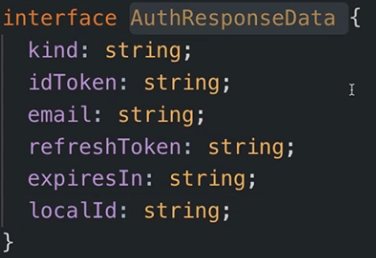 interface AuthResponseData {
  kind: string;
  idToken: string;
  email: string;
  refreshToken: string;
  expiresIn: string;
  localId: string;
}